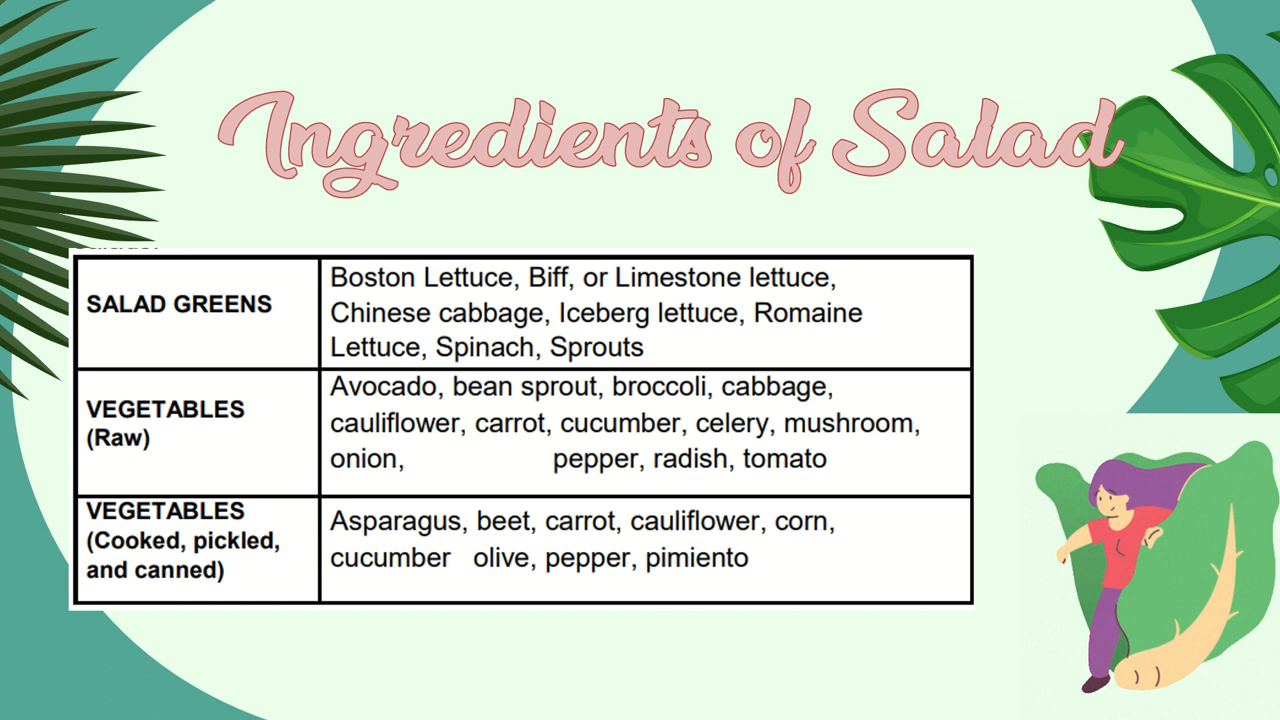 Ingredients of Salad
SALAD GREENS
Boston Lettuce, Biff, or Limestone lettuce,
Chinese cabbage, Iceberg lettuce, Romaine
Lettuce, Spinach, Sprouts
VEGETABLES
(Raw)
Avocado, bean sprout, broccoli, cabbage,
cauliflower, carrot, cucumber, celery, mushroom,
onion, pepper, radish, tomato
VEGETABLES
(Cooked, pickled,
and canned)
Asparagus, beet, carrot, cauliflower, corn,
cucumber olive, pepper, pimiento